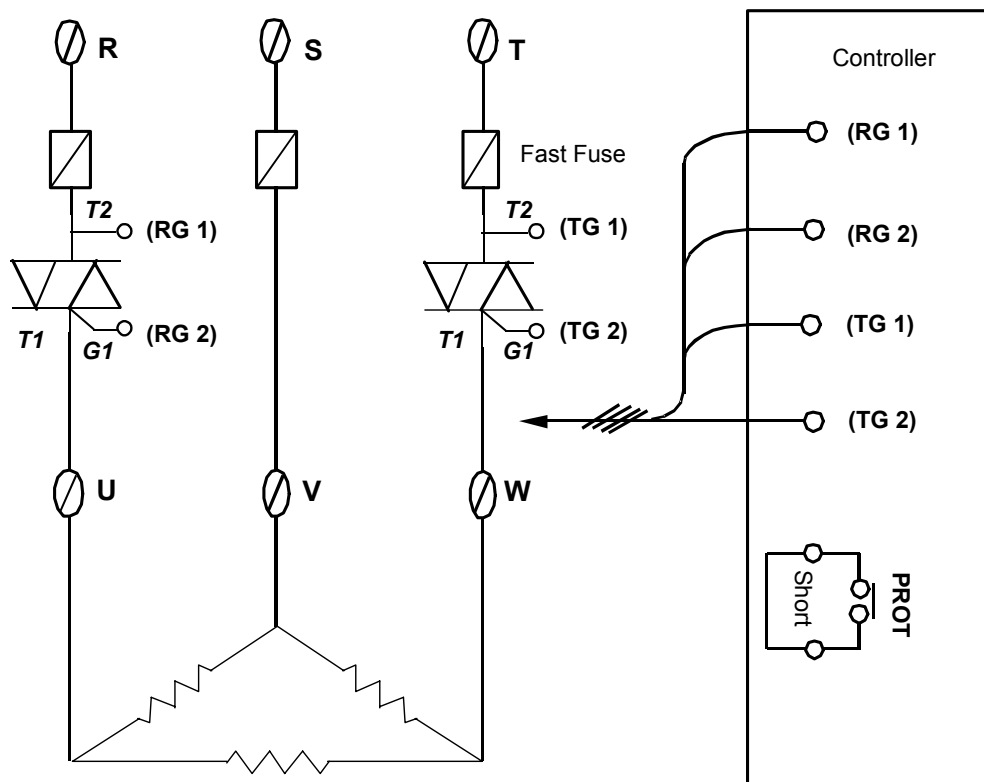 R
S
T
Controller
Fast Fuse
(RG 1)
T2
(RG 1)
T2
(TG 1)
(RG 2)
T1
G1
(RG 2)
T1
G1
(TG 2)
(TG 1)
(TG 2)
U
V
W
Short
PROT